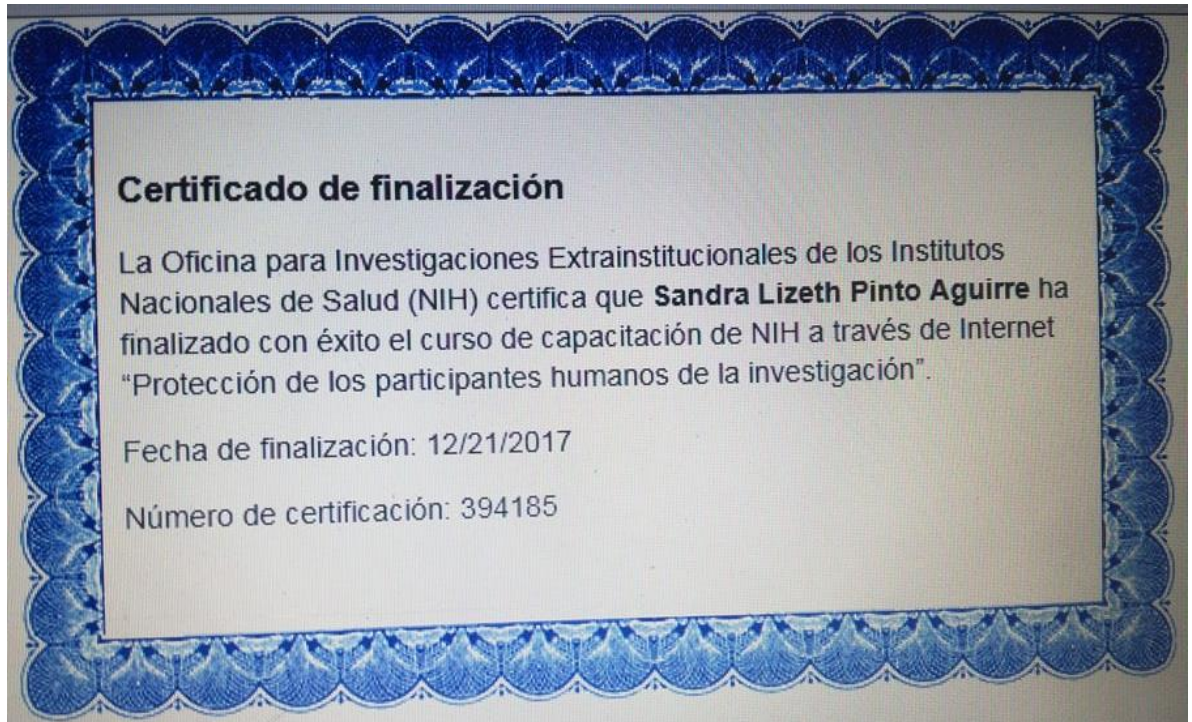 Certificado de finalización
La Oficina para Investigaciones Extrainstitucionales de los Institutos
Nacionales de Salud (NIH) certifica que Sandra Lizeth Pinto Aguirre ha
finalizado con éxito el curso de capacitación de NIH a través de Internet
“Protección de los participantes humanos de la investigación”.
Fecha de finalización: 12/21/2017
Número de certificación: 394185